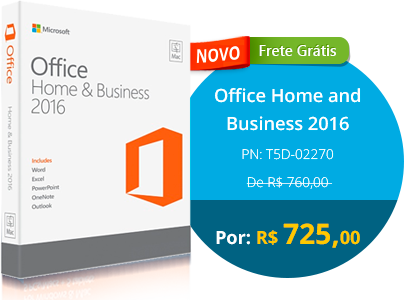 Microsoft
Mac
Office
Home & Business
2016
Includes
Word
Excel
PowerPoint
OneNote
Outlook
Office
Home & Business 2016
Mac
NOVO
Frete Grátis
Office Home and
Business 2016
PN: T5D-02270
De R$ 760,00
Por: R$ 725,00